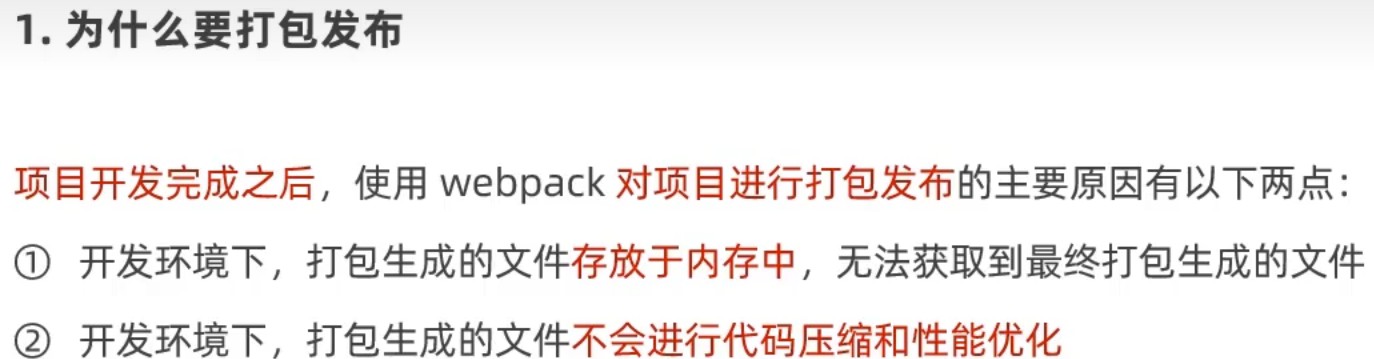 1. 为什么要打包发布
项目开发完成之后，使用 webpack 对项目进行打包发布的主要原因有以下两点：
① 开发环境下，打包生成的文件存放于内存中，无法获取到最终打包生成的文件
② 开发环境下，打包生成的文件不会进行代码压缩和性能优化